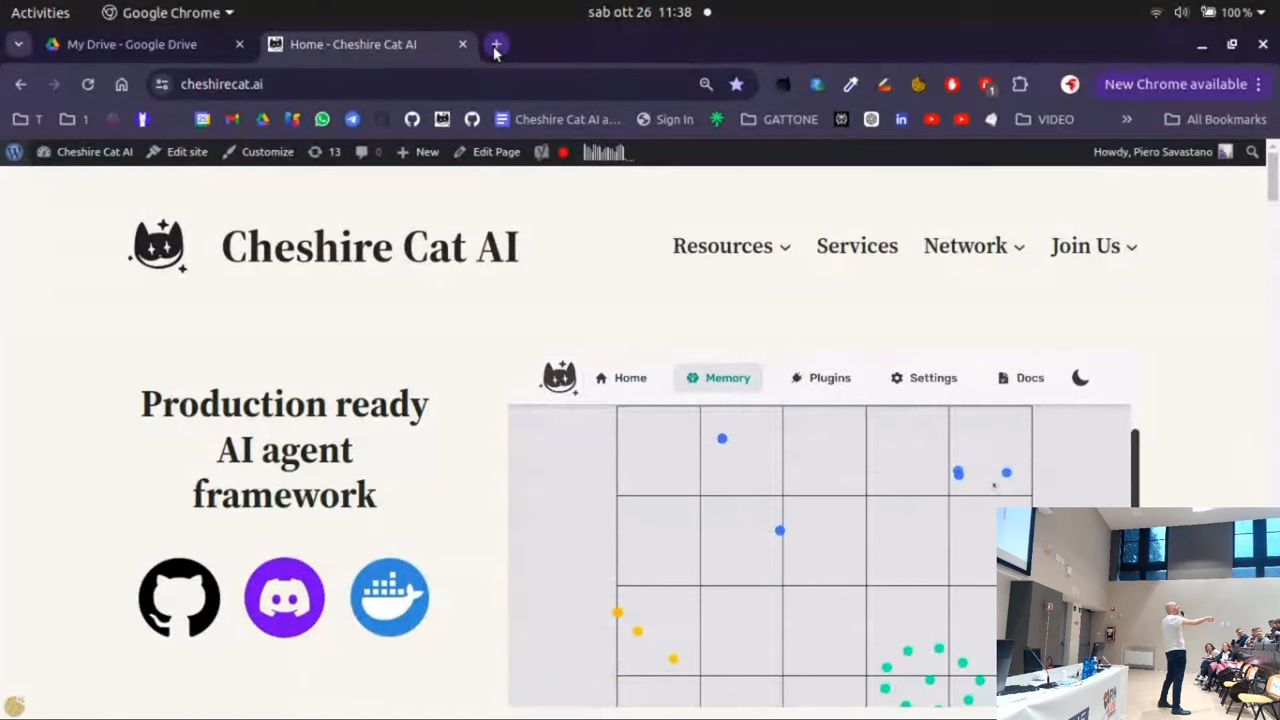 Activities
Google Chrome
sab ott 26 11:38
100 %
My Drive - Google Drive
Home - Cheshire Cat AI
cheshirecat.ai
New Chrome available
T
1
Cheshire Cat AI a...
Sign In
GATTONE
VIDEO
All Bookmarks
Cheshire Cat AI
Edit site
Customize
13
0
New
Edit Page
Howdy, Piero Savastano
Cheshire Cat AI
Resources
Services
Network
Join Us
Production ready
AI agent
framework
Home
Memory
Plugins
Settings
Docs